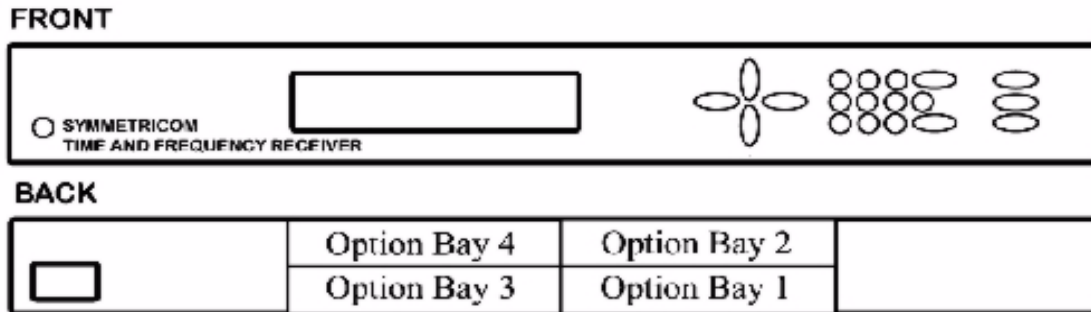 FRONT
SYMMETRICOM
TIME AND FREQUENCY RECEIVER
BACK
Option Bay 4
Option Bay 2
Option Bay 3
Option Bay 1